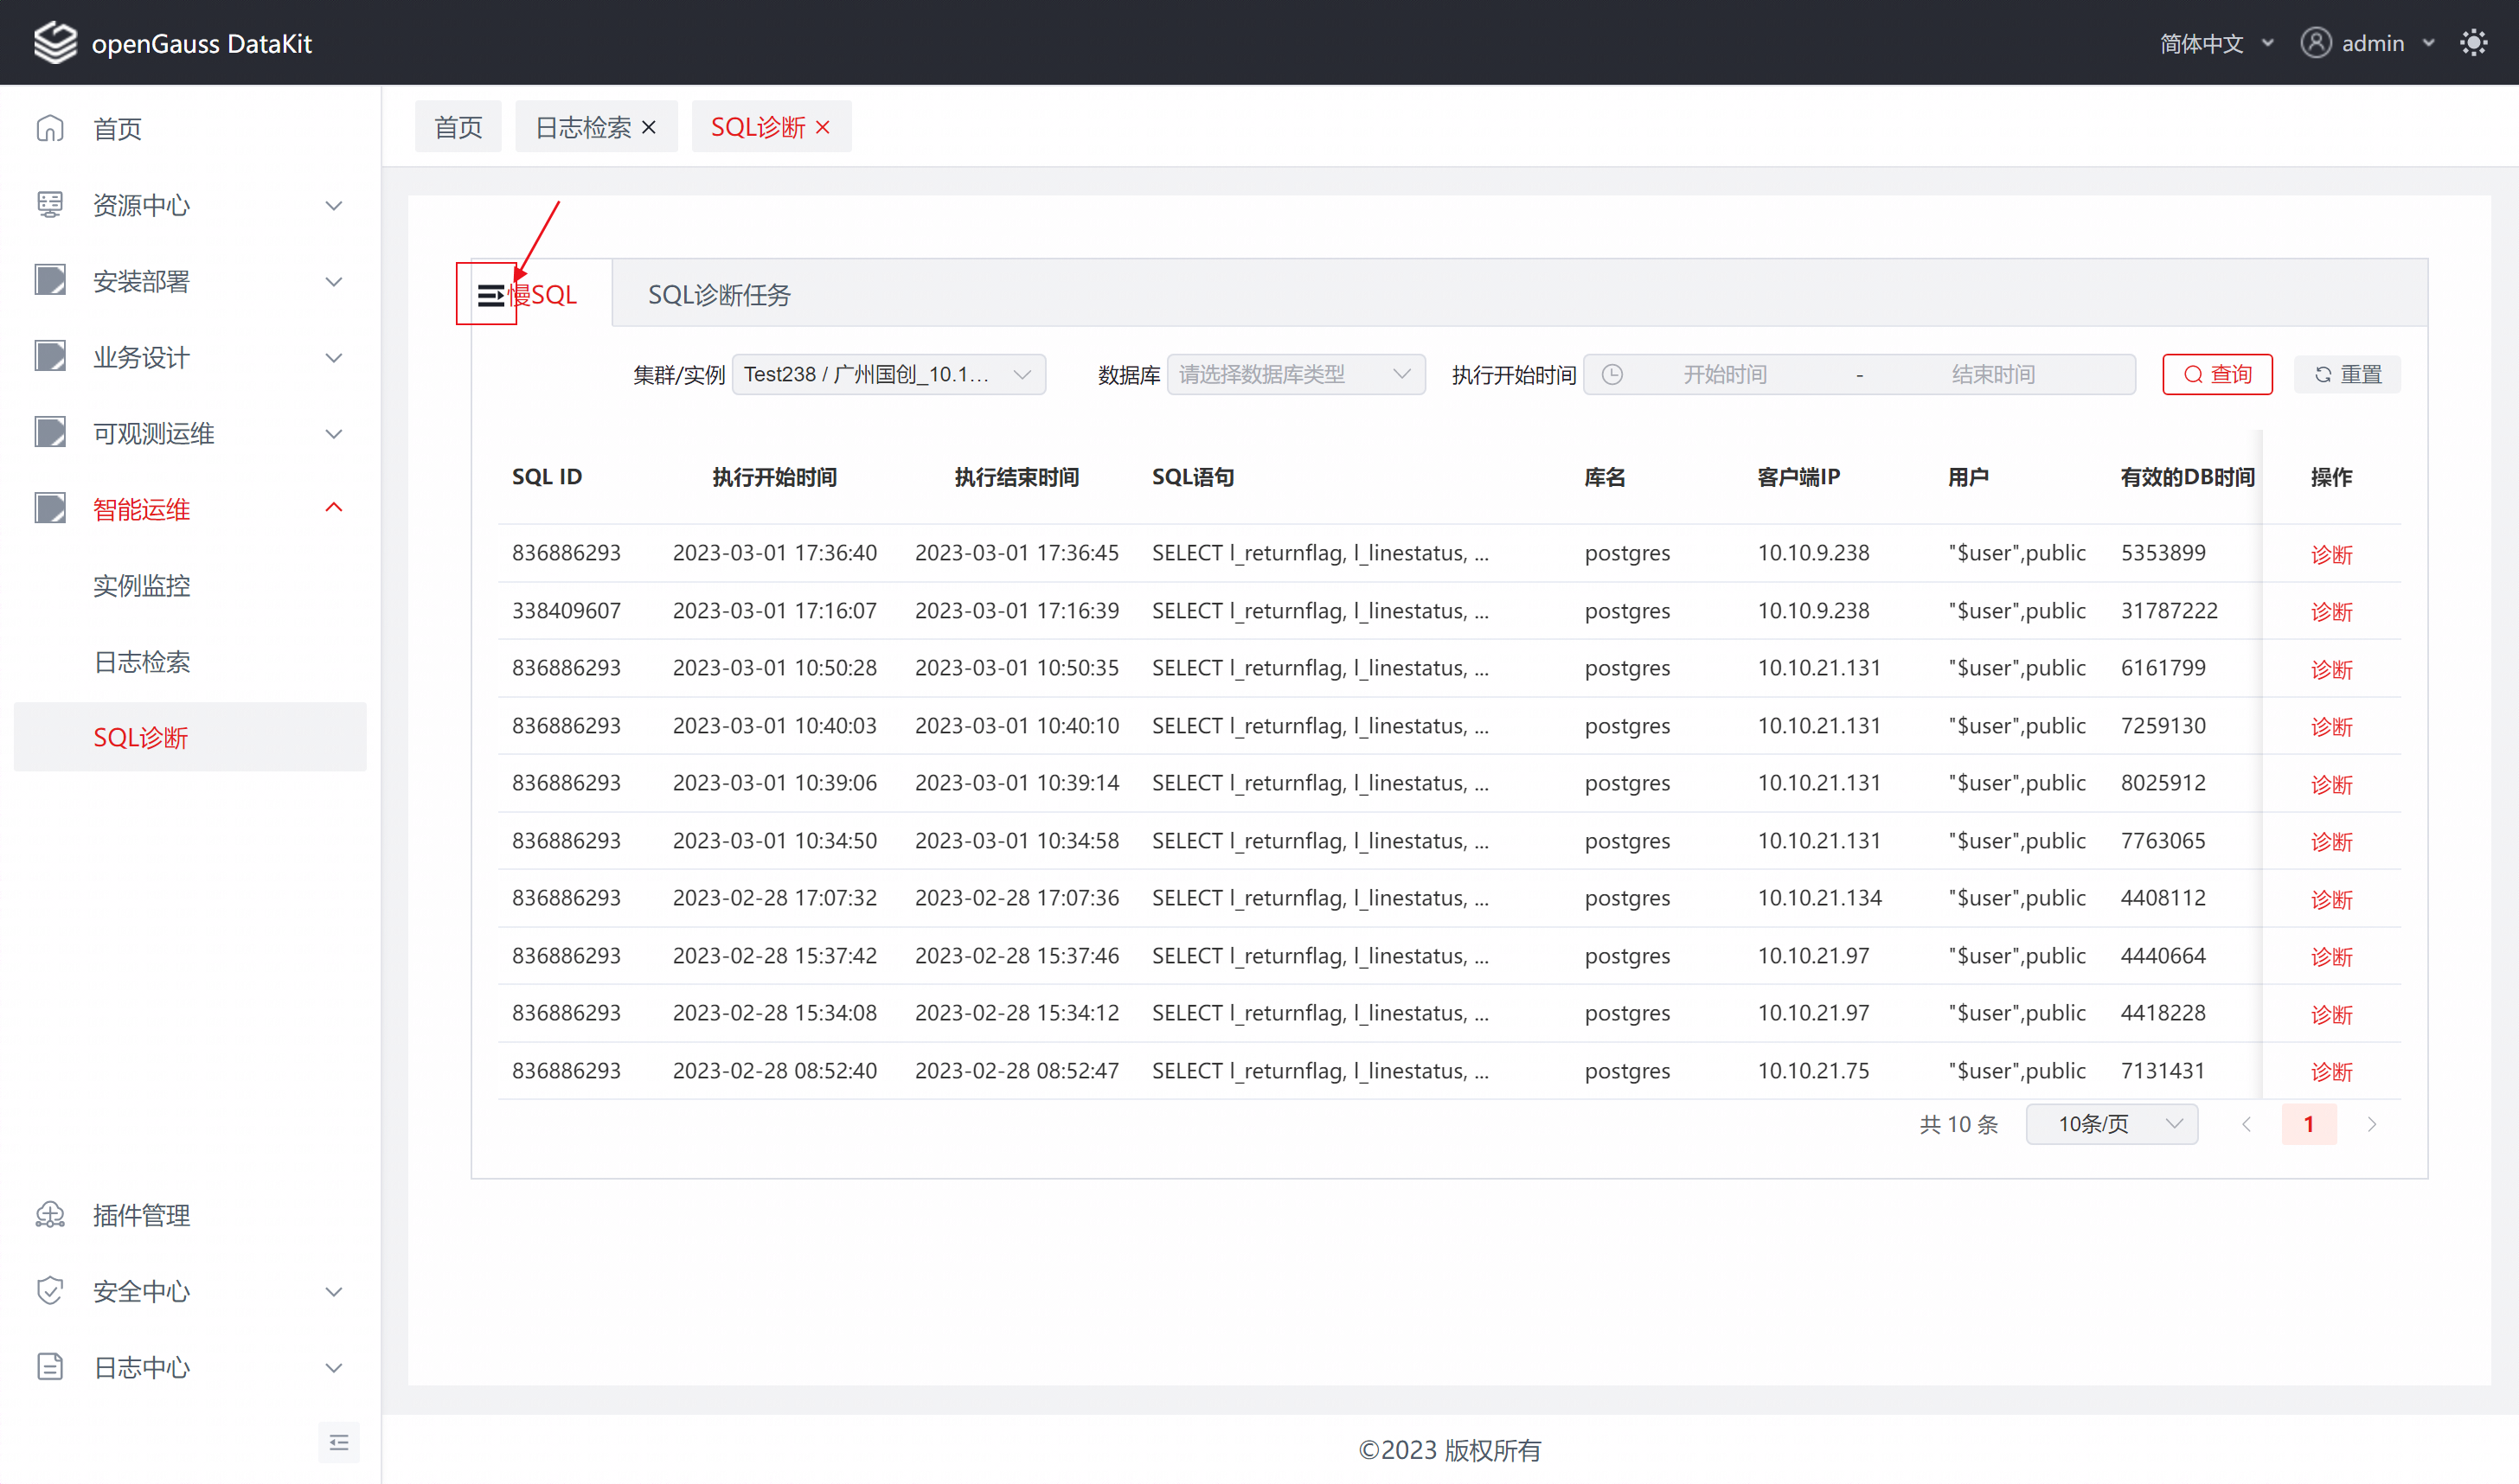 openGauss DataKit
简体中文
admin
首页
资源中心
安装部署
业务设计
可观测运维
智能运维
实例监控
日志检索
SQL诊断
插件管理
安全中心
日志中心
首页 日志检索 SQL诊断
慢SQL SQL诊断任务
集群/实例 Test238 / 广州国创_10.1... 数据库 请选择数据库类型 执行开始时间 开始时间 - 结束时间 查询 重置
SQL ID 执行开始时间 执行结束时间 SQL语句 库名 客户端IP 用户 有效的DB时间 操作
836886293 2023-03-01 17:36:40 2023-03-01 17:36:45 SELECT l_returnflag, l_linestatus, ... postgres 10.10.9.238 "$user",public 5353899 诊断
338409607 2023-03-01 17:16:07 2023-03-01 17:16:39 SELECT l_returnflag, l_linestatus, ... postgres 10.10.9.238 "$user",public 31787222 诊断
836886293 2023-03-01 10:50:28 2023-03-01 10:50:35 SELECT l_returnflag, l_linestatus, ... postgres 10.10.21.131 "$user",public 6161799 诊断
836886293 2023-03-01 10:40:03 2023-03-01 10:40:10 SELECT l_returnflag, l_linestatus, ... postgres 10.10.21.131 "$user",public 7259130 诊断
836886293 2023-03-01 10:39:06 2023-03-01 10:39:14 SELECT l_returnflag, l_linestatus, ... postgres 10.10.21.131 "$user",public 8025912 诊断
836886293 2023-03-01 10:34:50 2023-03-01 10:34:58 SELECT l_returnflag, l_linestatus, ... postgres 10.10.21.131 "$user",public 7763065 诊断
836886293 2023-02-28 17:07:32 2023-02-28 17:07:36 SELECT l_returnflag, l_linestatus, ... postgres 10.10.21.134 "$user",public 4408112 诊断
836886293 2023-02-28 15:37:42 2023-02-28 15:37:46 SELECT l_returnflag, l_linestatus, ... postgres 10.10.21.97 "$user",public 4440664 诊断
836886293 2023-02-28 15:34:08 2023-02-28 15:34:12 SELECT l_returnflag, l_linestatus, ... postgres 10.10.21.97 "$user",public 4418228 诊断
836886293 2023-02-28 08:52:40 2023-02-28 08:52:47 SELECT l_returnflag, l_linestatus, ... postgres 10.10.21.75 "$user",public 7131431 诊断
共 10 条 10条/页 1
©2023 版权所有